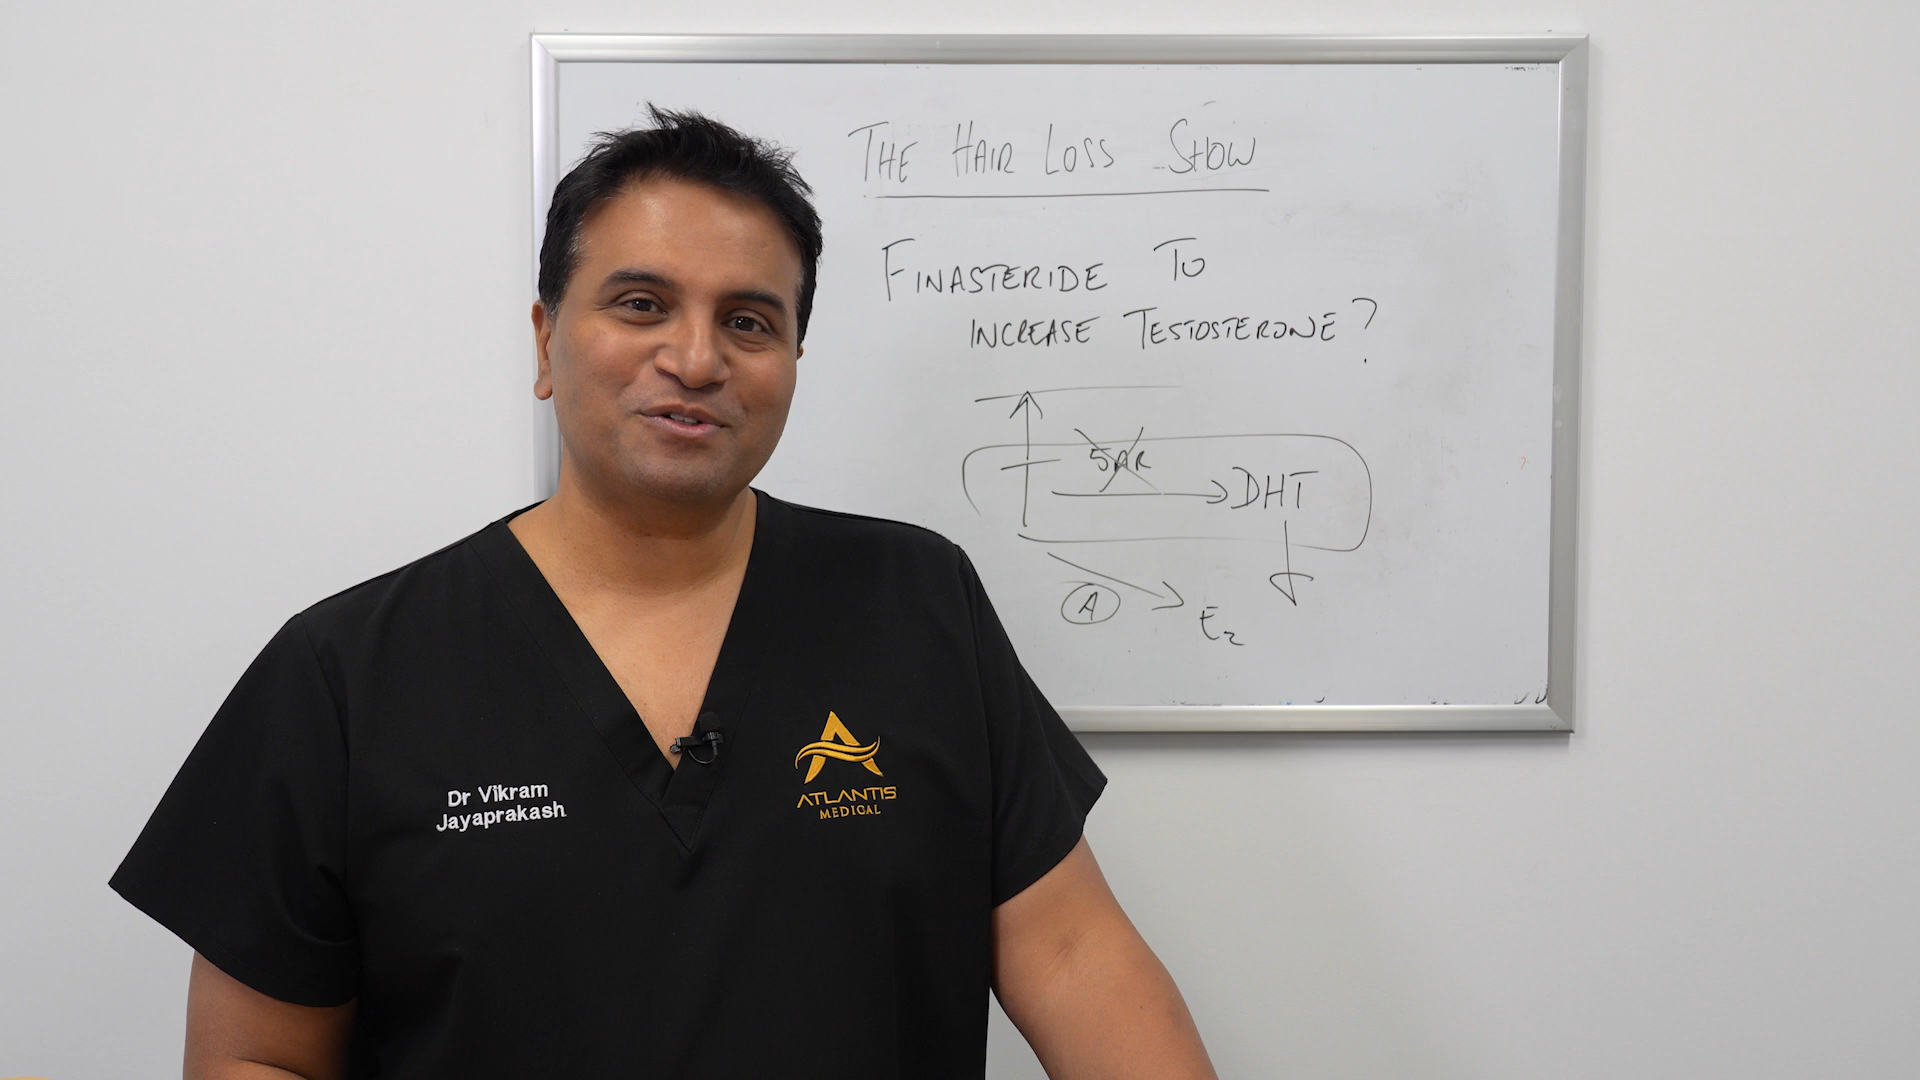 THE HAIR LOSS SHOW
FINASTERIDE TO
INCREASE TESTOSTERONE?
T
5AR
DHT
A
E2
Dr Vikram
Jayaprakash
ATLANTIS
MEDICAL